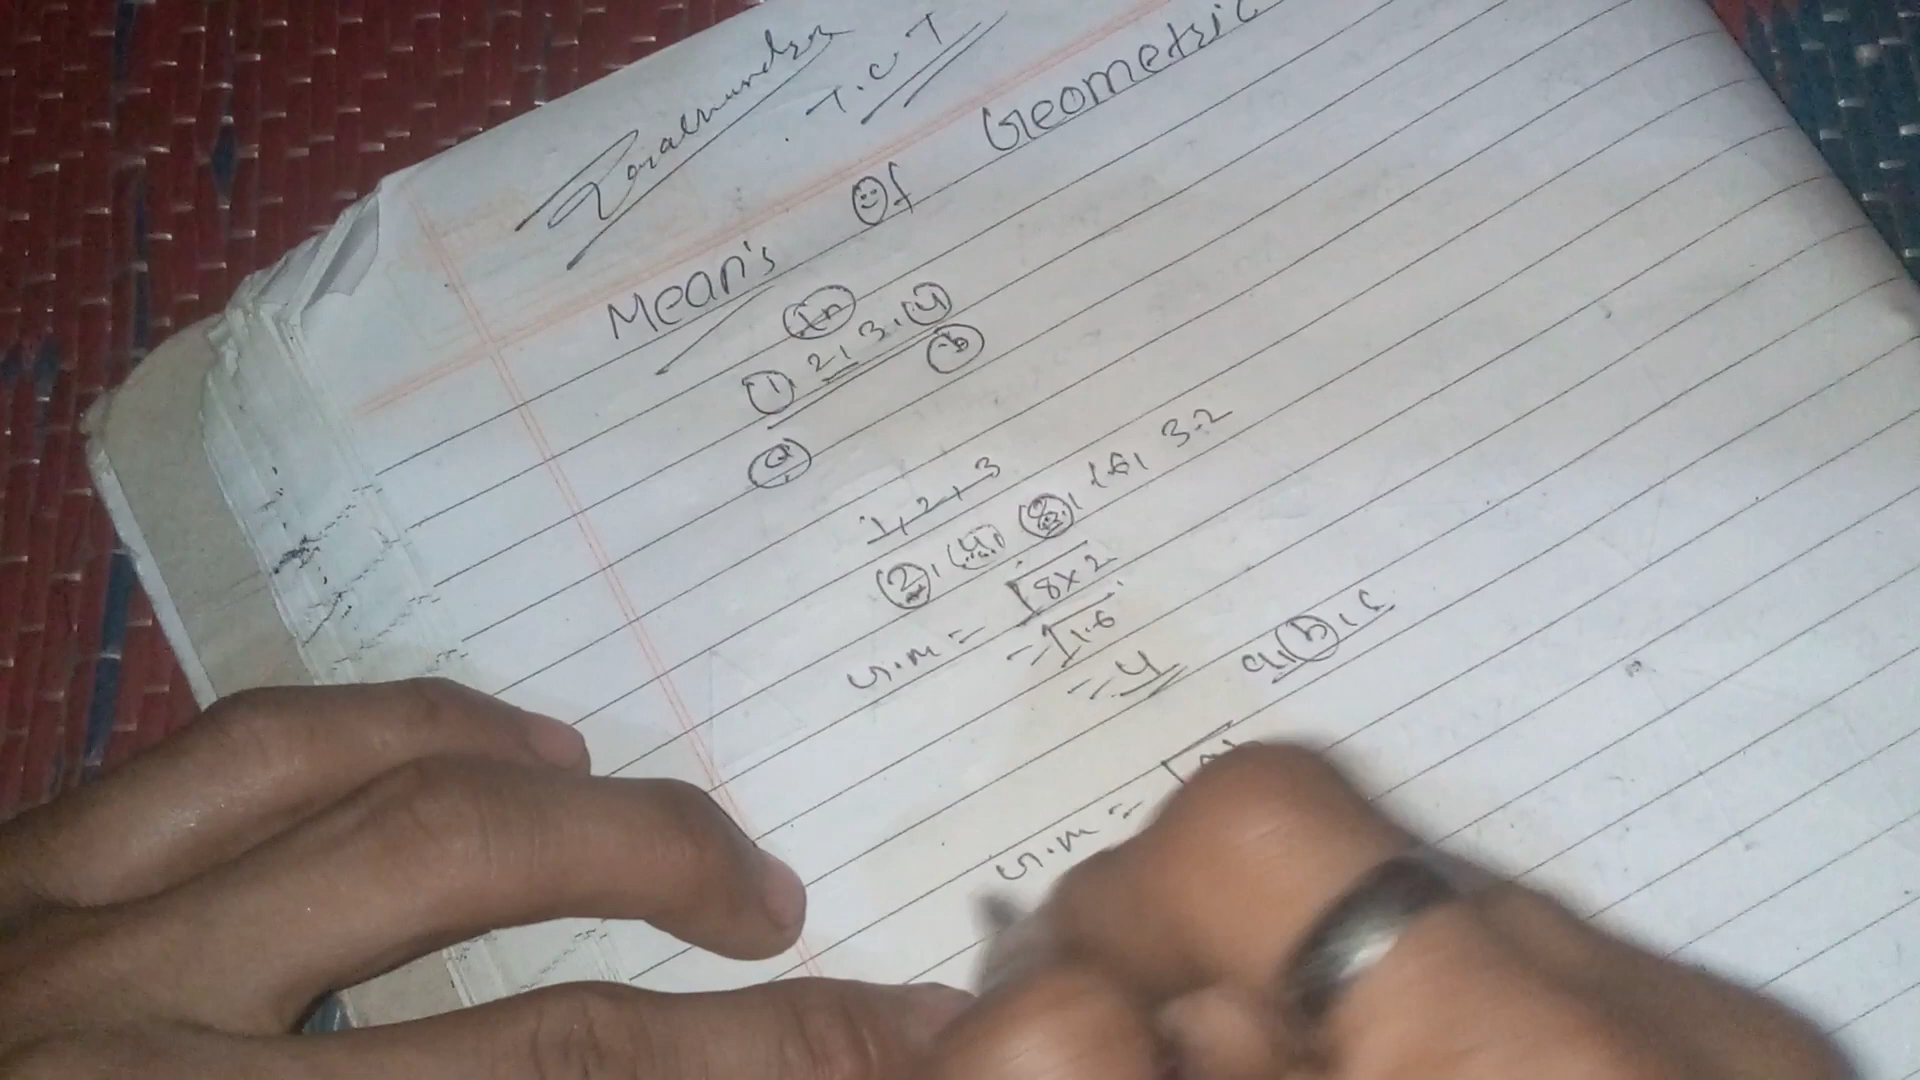 T.U.T
Mean's Of Geometric
In
1, 2, 3, 4
a b
1, 2, 3
2, 4, 8, 16, 32
G.M = √8×2
= √16
= 4
a, b, c
G.M =